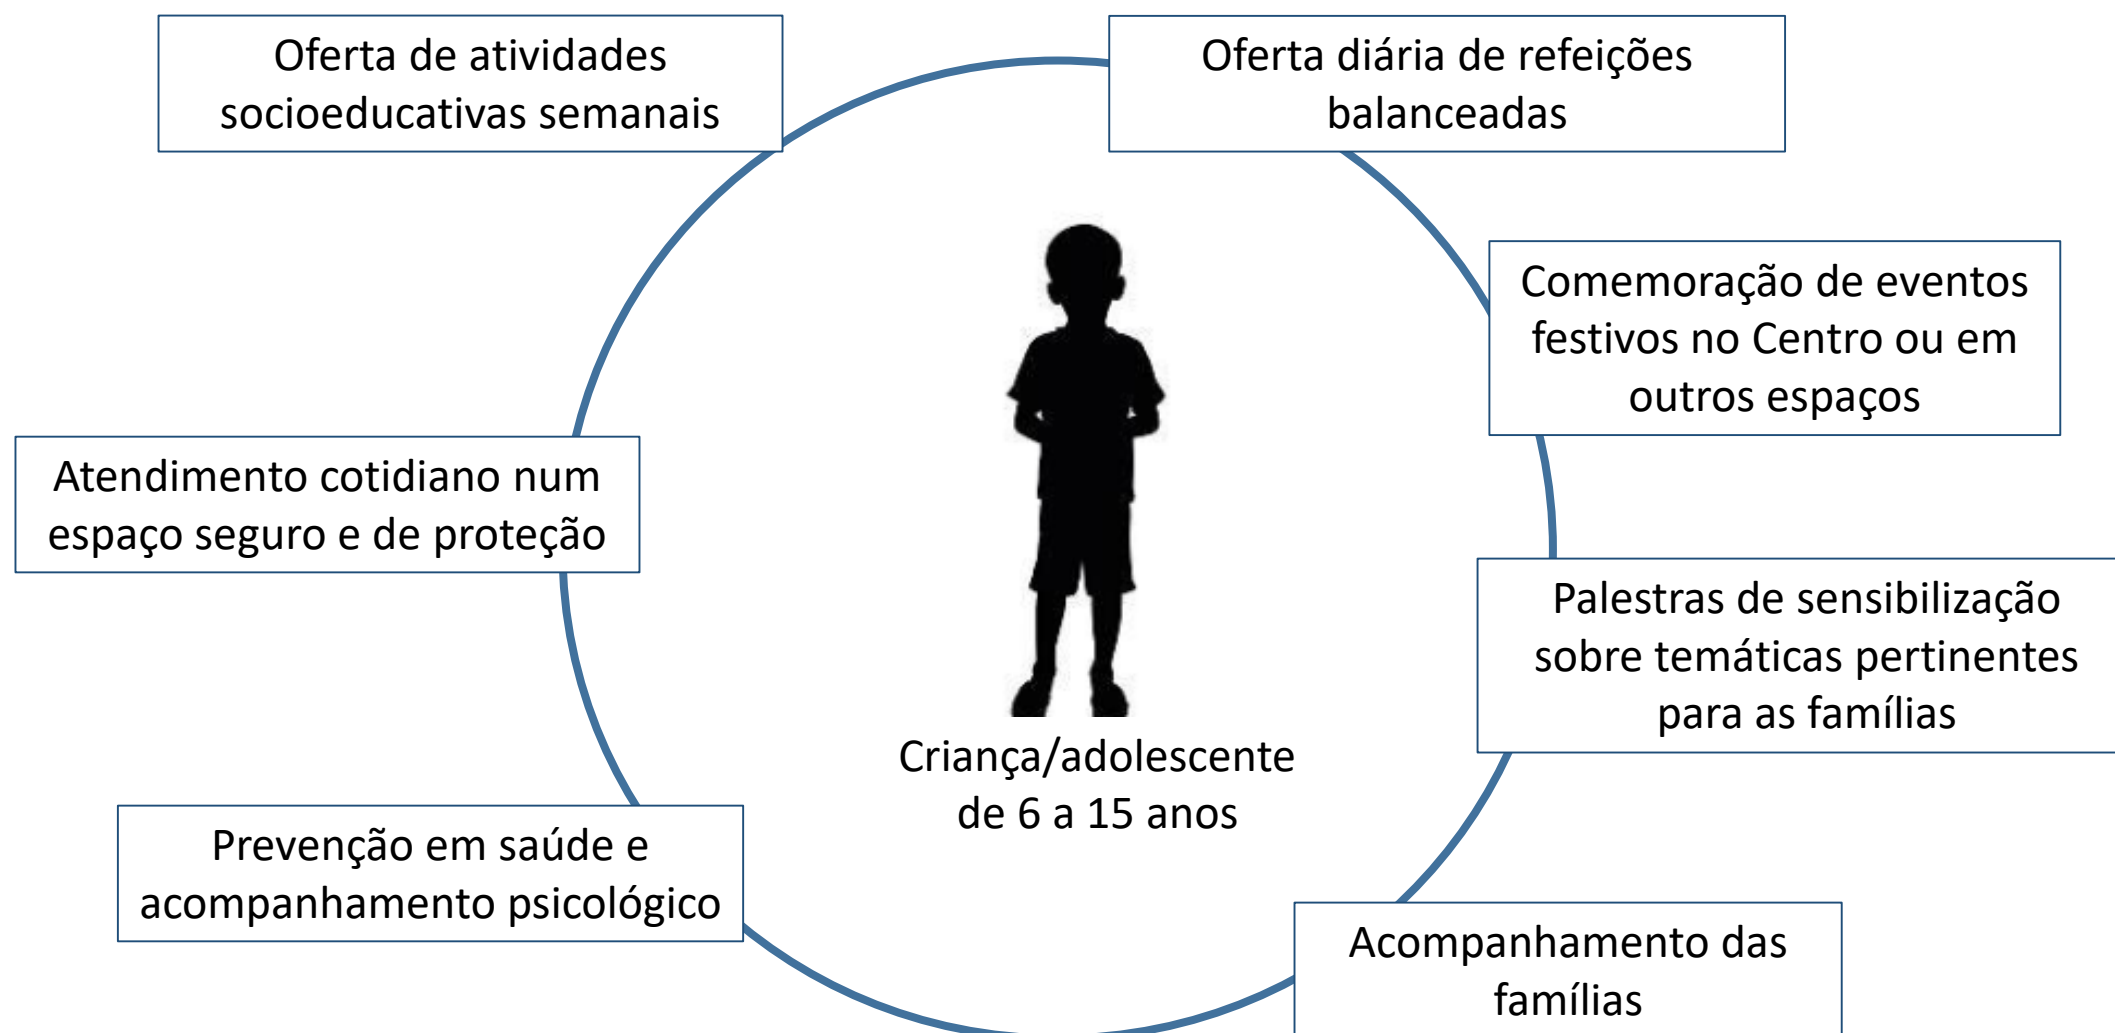 Oferta de atividades
socioeducativas semanais
Oferta diária de refeições
balanceadas
Comemoração de eventos
festivos no Centro ou em
outros espaços
Atendimento cotidiano num
espaço seguro e de proteção
Palestras de sensibilização
sobre temáticas pertinentes
para as famílias
Criança/adolescente
de 6 a 15 anos
Prevenção em saúde e
acompanhamento psicológico
Acompanhamento das
famílias